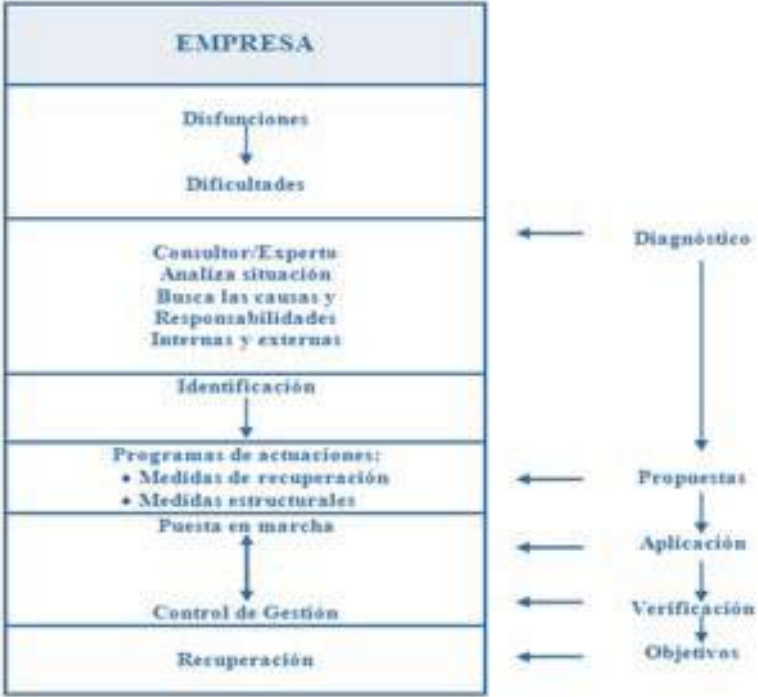 EMPRESA
Disfunciones
Dificultades
Consultor/Experto
Analiza situación
Busca las causas y
Responsabilidades
Internas y externas
Identificación
Programas de actuaciones:
• Medidas de recuperación
• Medidas estructurales
Puesta en marcha
Control de Gestión
Recuperación
Diagnóstico
Propuestas
Aplicación
Verificación
Objetivos